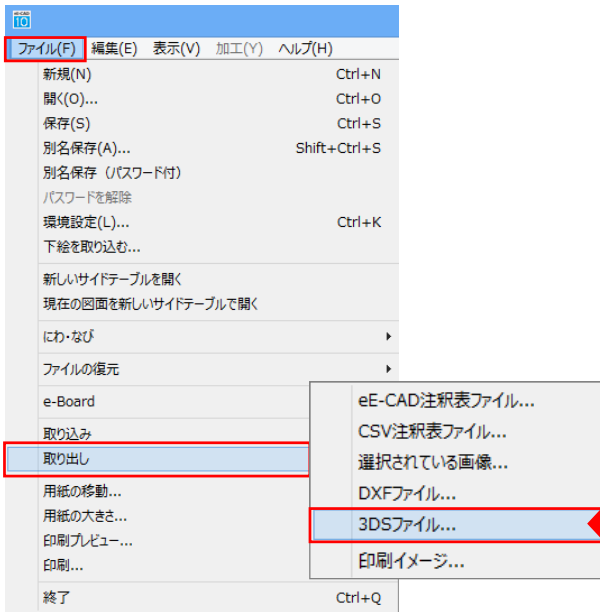 eE-CAD
10
ファイル(F) 編集(E) 表示(V) 加工(Y) ヘルプ(H)
新規(N) Ctrl+N
開く(O)... Ctrl+O
保存(S) Ctrl+S
別名保存(A)... Shift+Ctrl+S
別名保存（パスワード付）
パスワードを解除
環境設定(L)... Ctrl+K
下絵を取り込む...
新しいサイドテーブルを開く
現在の図面を新しいサイドテーブルで開く
にわ・なび
ファイルの復元
e-Board
取り込み
取り出し
用紙の移動...
用紙の大きさ...
印刷プレビュー...
印刷...
終了 Ctrl+Q
eE-CAD注釈表ファイル...
CSV注釈表ファイル...
選択されている画像...
DXFファイル...
3DSファイル...
印刷イメージ...